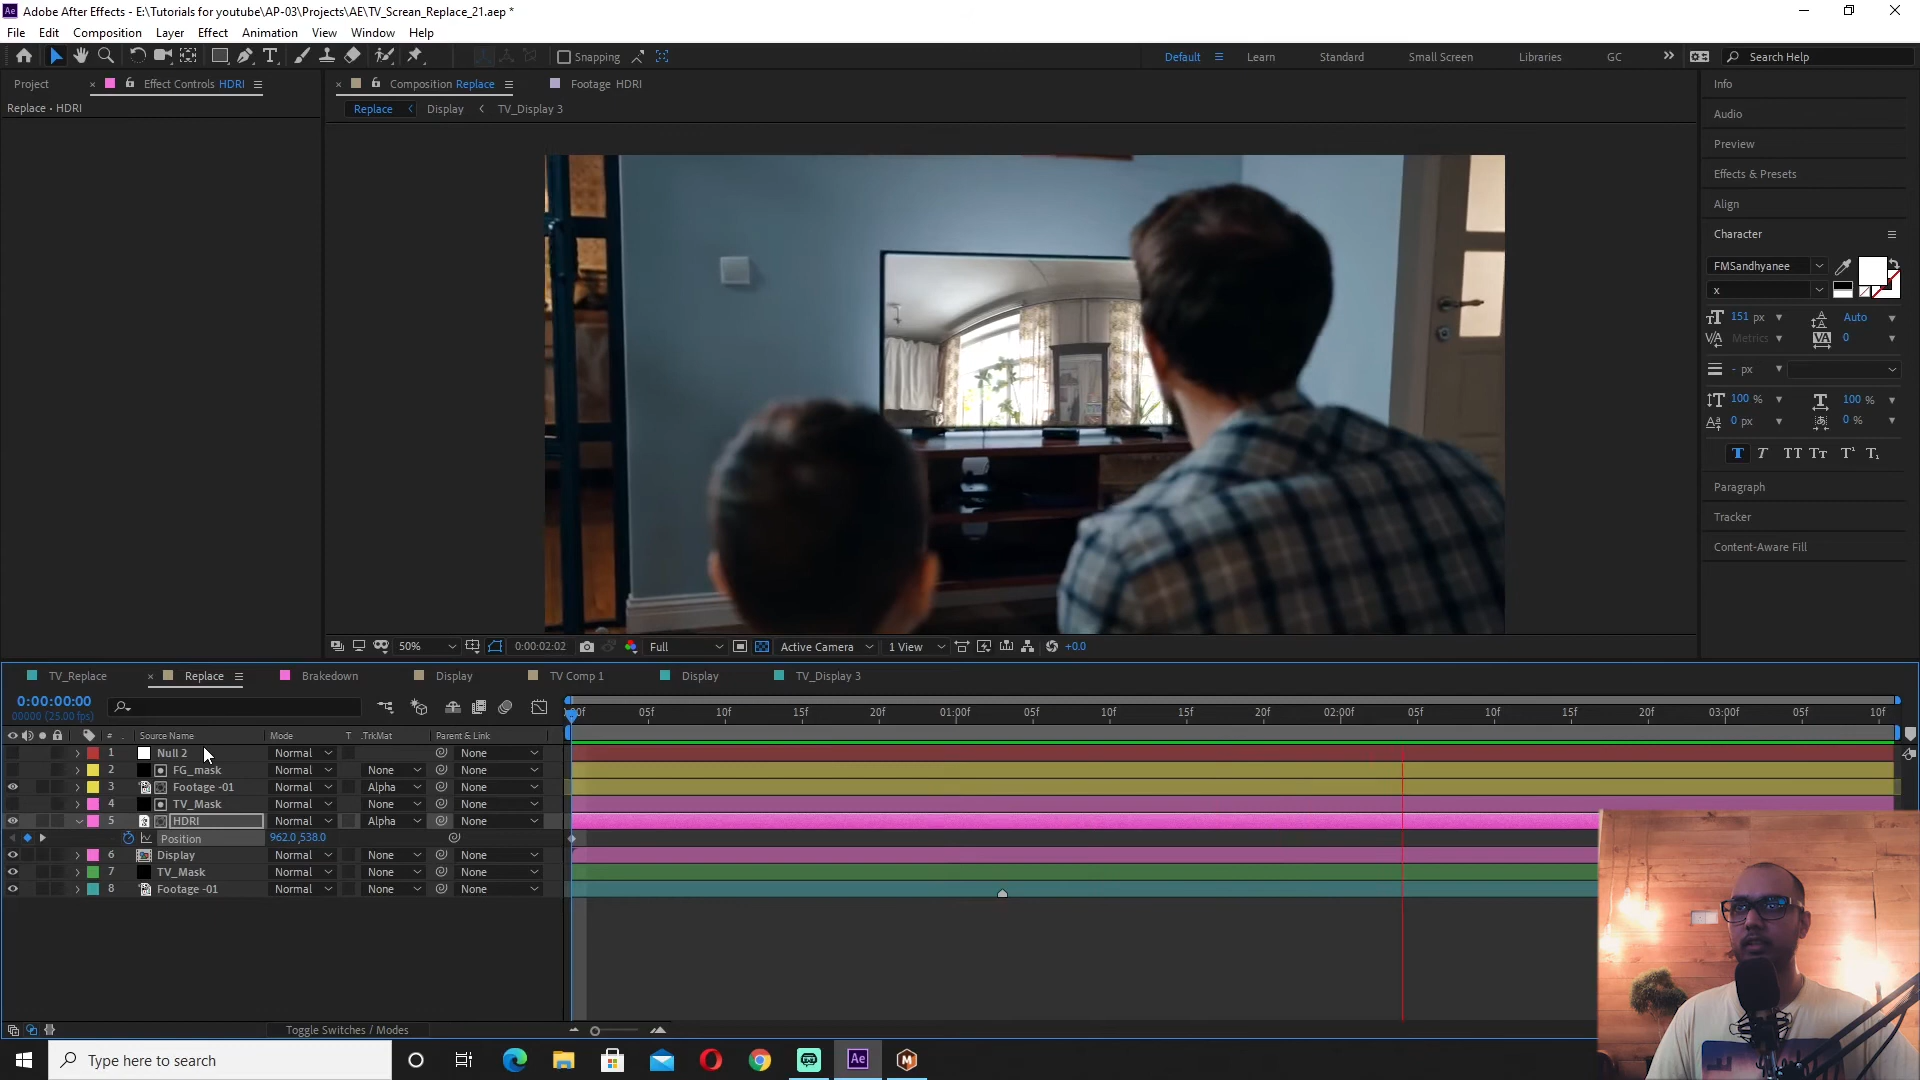 Adobe After Effects - E:\Tutorials for youtube\AP-03\Projects\AE\TV_Screan_Replace_21.aep *
File Edit Composition Layer Effect Animation View Window Help
Snapping
Default Learn Standard Small Screen Libraries GC Search Help
Project Effect Controls HDRI Composition Replace Footage HDRI
Replace • HDRI
Replace Display TV_Display 3
Info
Audio
Preview
Effects & Presets
Align
Character
FMSandhyanee
x
151 px Auto
Metrics 0
- px
100 % 100 %
0 px 0 %
T T TT Tt T¹ T₁
Paragraph
Tracker
Content-Aware Fill
50% 0:00:02:02 Full Active Camera 1 View +0.0
TV_Replace Replace Brakedown Display TV Comp 1 Display TV_Display 3
0:00:00:00
00000 (25.00 fps)
:00f 05f 10f 15f 20f 01:00f 05f 10f 15f 20f 02:00f 05f 10f 15f 20f 03:00f 05f 10f
# Source Name Mode T .TrkMat Parent & Link
1 Null 2 Normal None
2 FG_mask Normal None None
3 Footage -01 Normal Alpha None
4 TV_Mask Normal None None
5 HDRI Normal Alpha None
Position 962.0,538.0
6 Display Normal None None
7 TV_Mask Normal None None
8 Footage -01 Normal None None
Toggle Switches / Modes
Type here to search
Ae